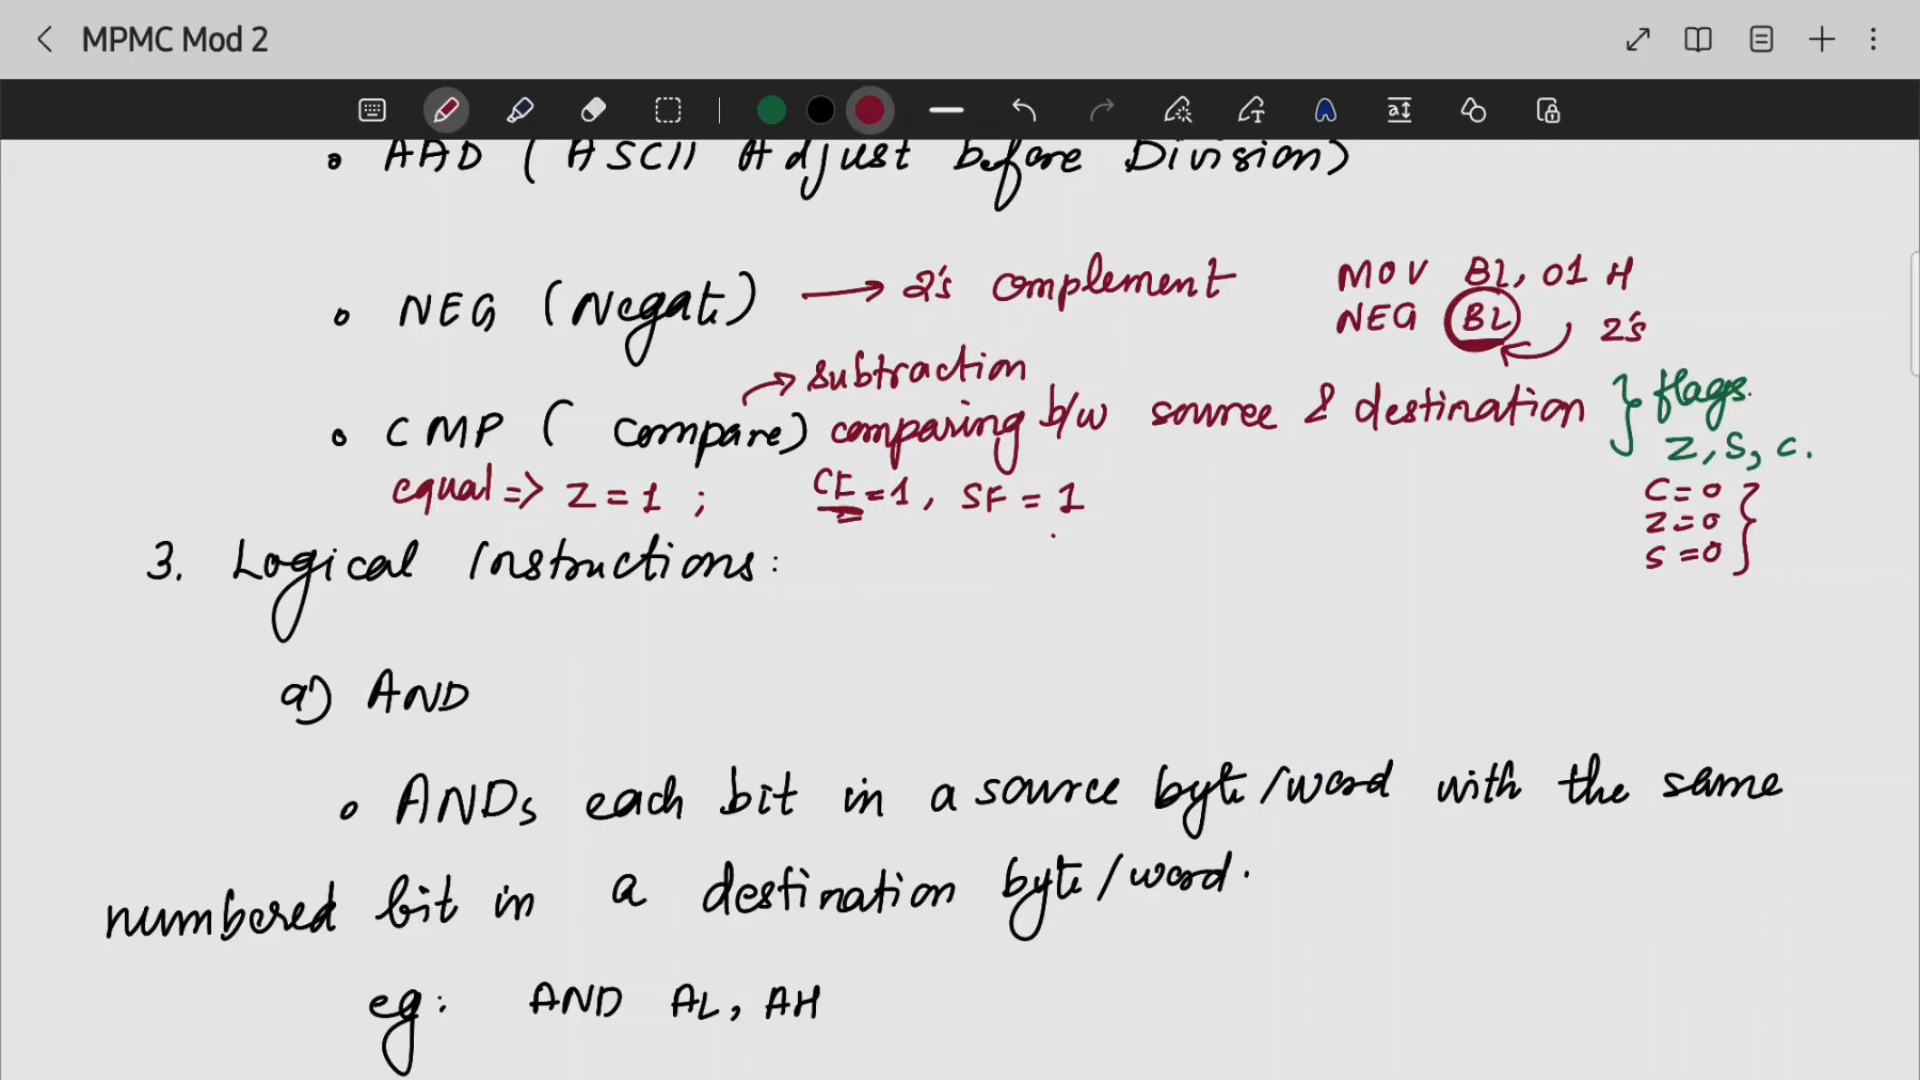 MPMC Mod 2
• AAD (ASCII Adjust before Division)
• NEG (Negate) → 2's complement
MOV BL, 01 H
NEG BL 2's
→ subtraction
• CMP (compare) comparing b/w source & destination } flags.
Z, S, C.
equal => Z = 1 ; CF = 1, SF = 1
C = 0
Z = 0
S = 0 }
3. Logical Instructions:
a) AND
• ANDs each bit in a source byte/word with the same
numbered bit in a destination byte/word.
eg: AND AL, AH